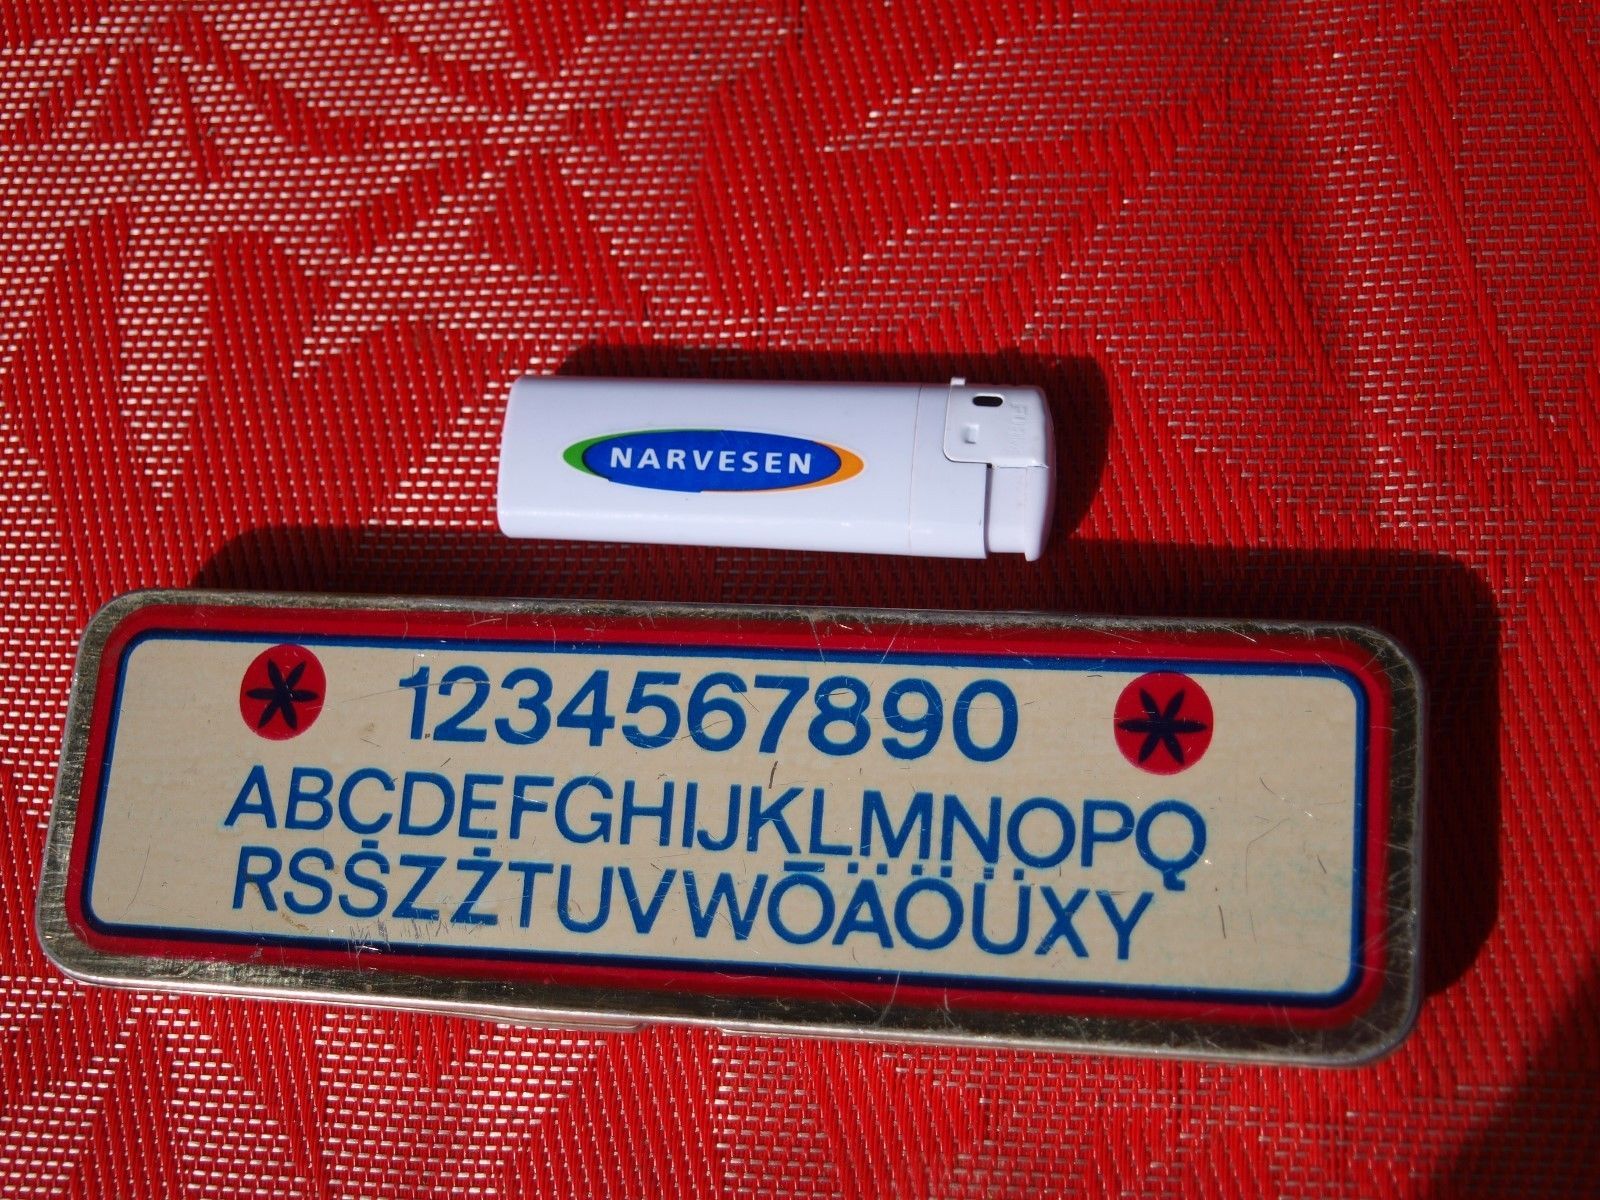 NARVESEN
1234567890
ABCDEFGHIJKLMNOPQ
RSŠZŽTUVWÕÄÖÜXY